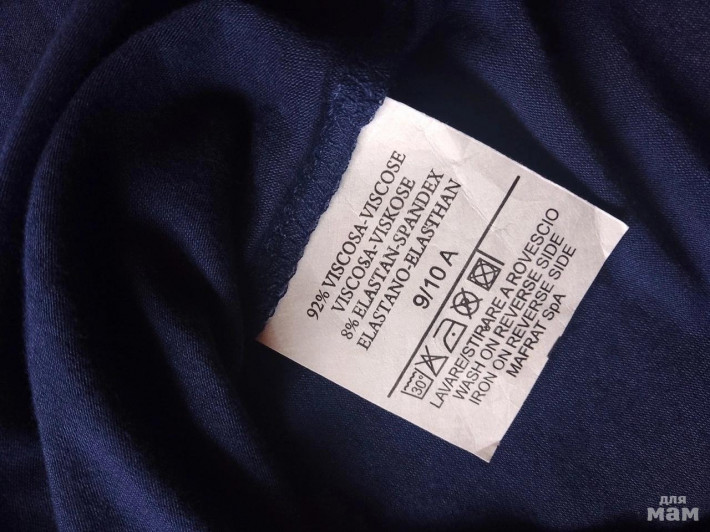 92% VISCOSA-VISCOSE
VISCOSA-VISKOSE
8% ELASTAN-SPANDEX
ELASTANO-ELASTHAN
9/10 A
30°
LAVARE/STIRARE A ROVESCIO
WASH ON REVERSE SIDE
IRON ON REVERSE SIDE
MAFRAT SPA
для
мам